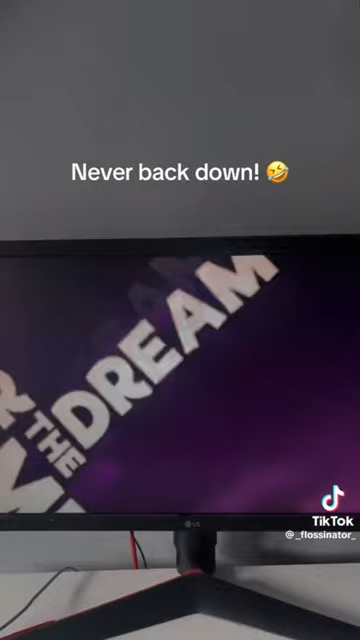 Never back down! 🤣
DREAM
THE
LG
TikTok
@_flossinator_